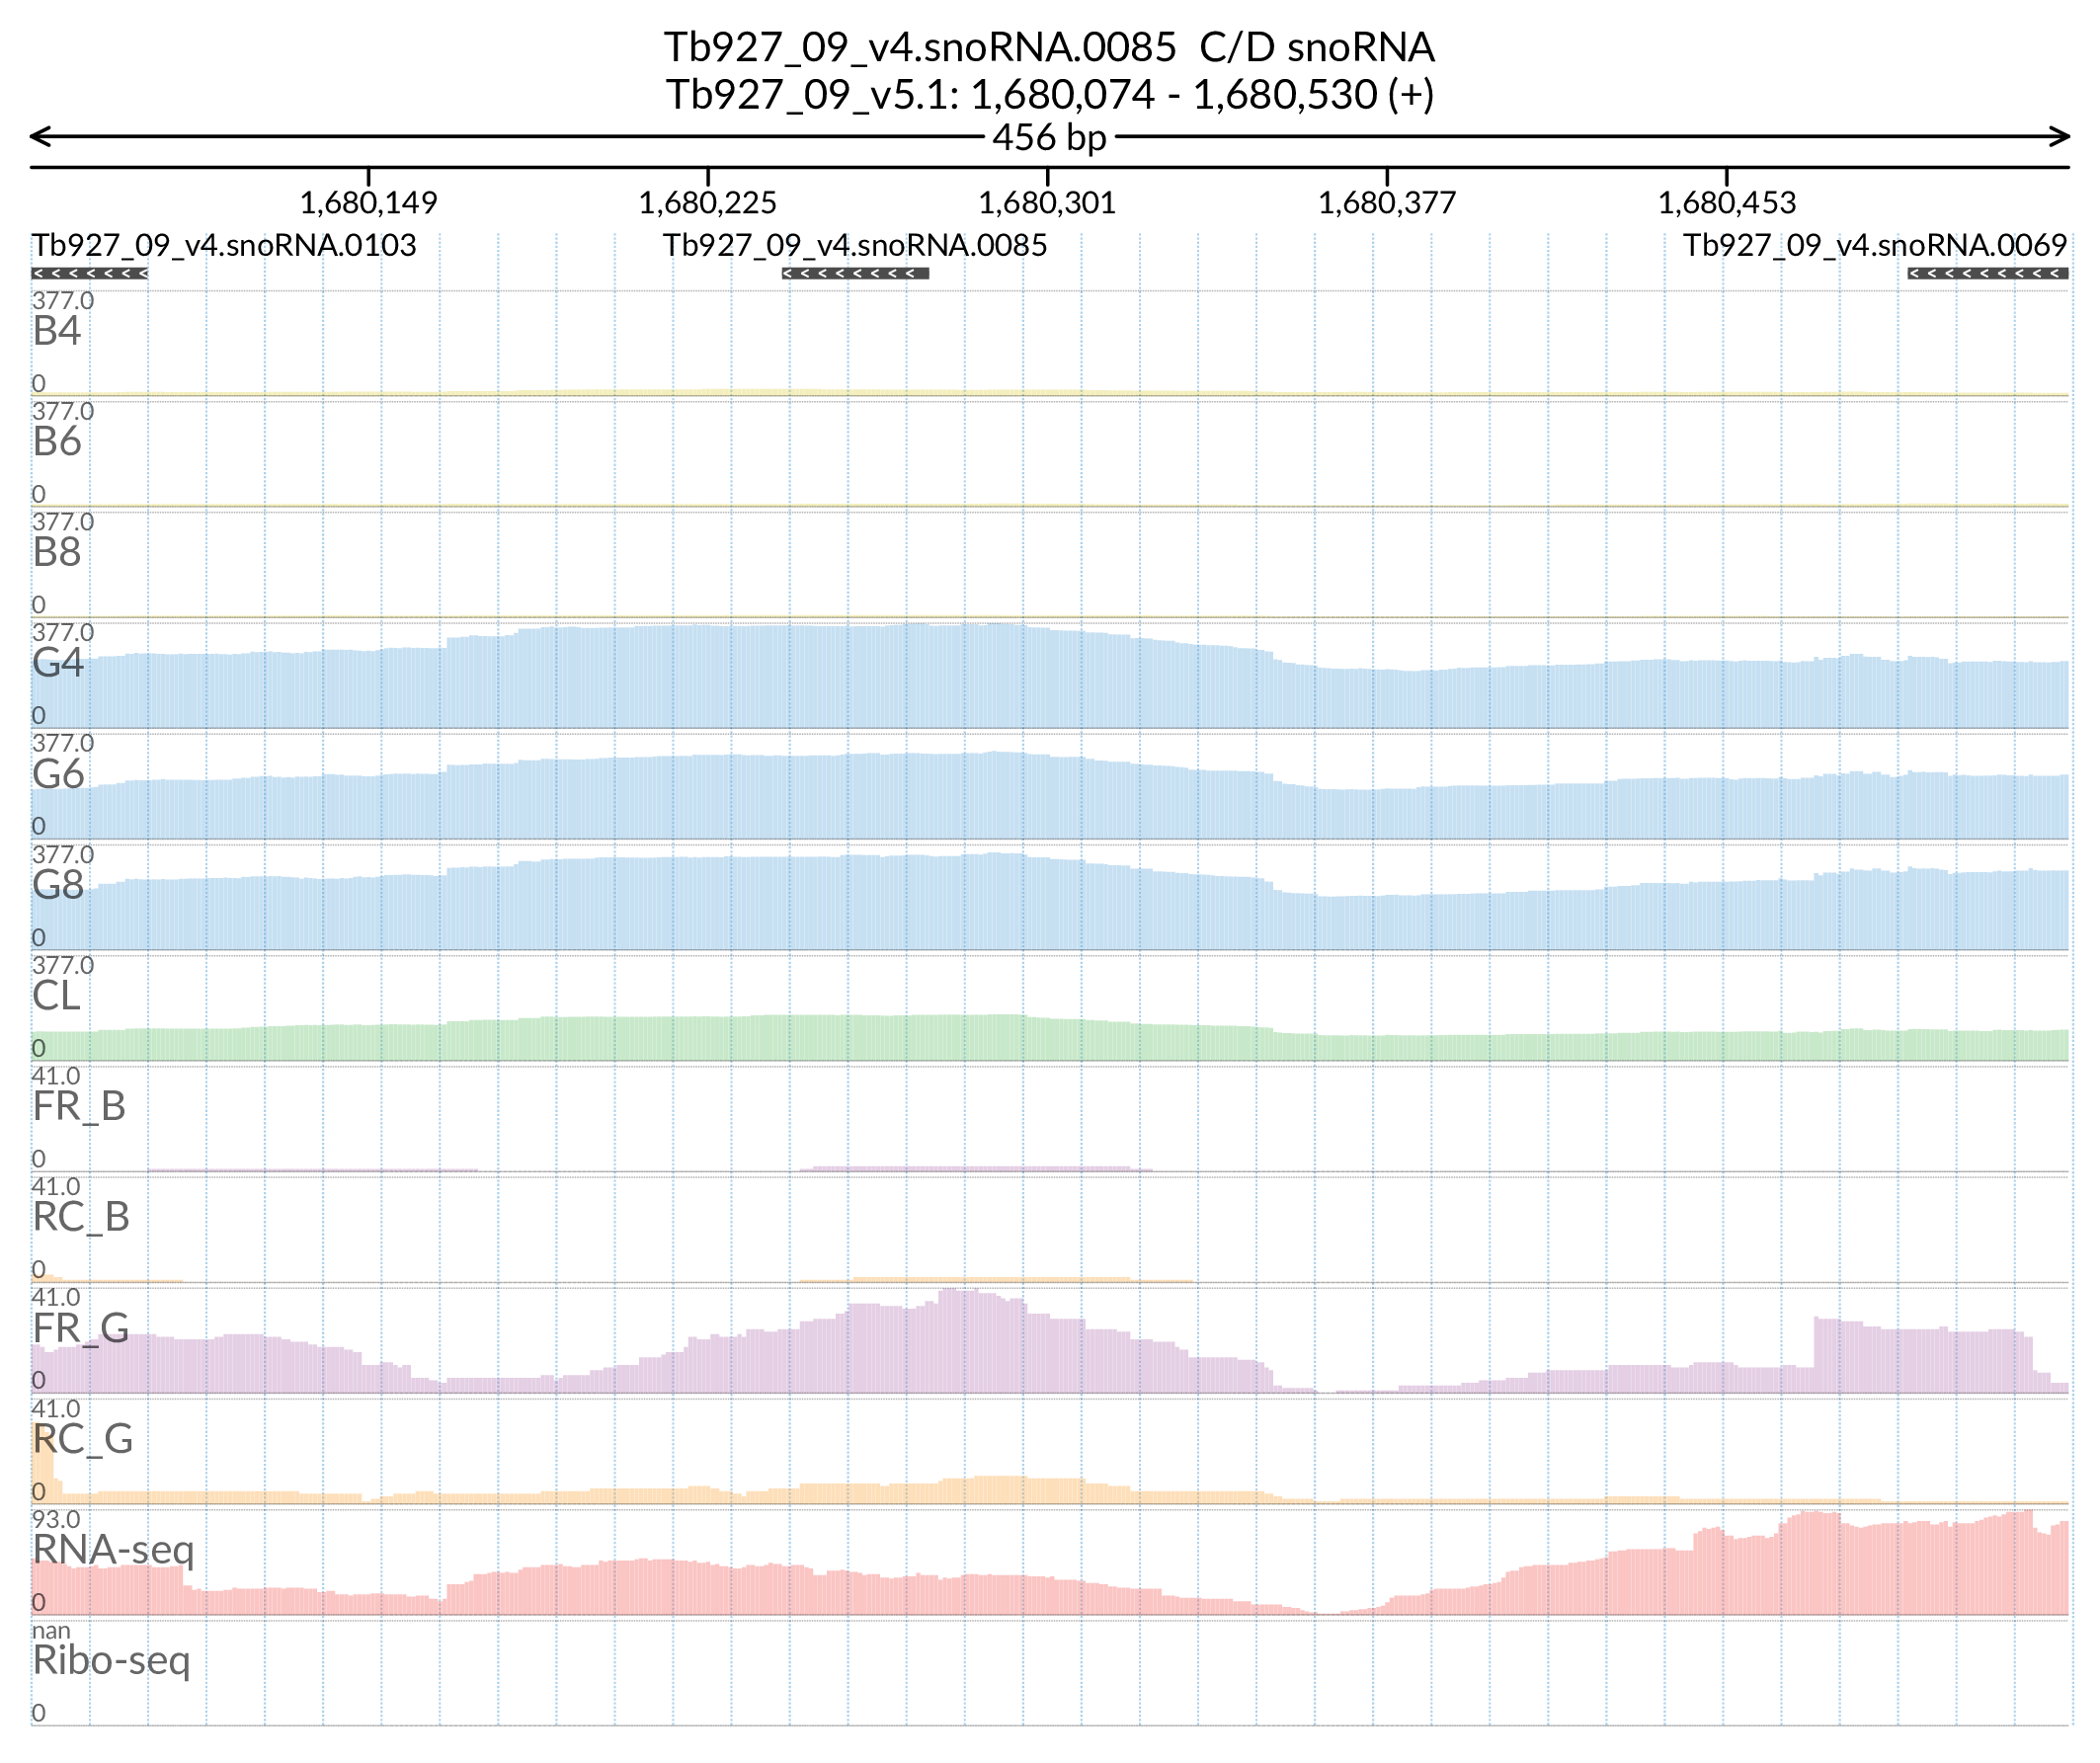 Tb927_09_v4.snoRNA.0085 C/D snoRNA
Tb927_09_v5.1: 1,680,074 - 1,680,530 (+)
456 bp
1,680,149 1,680,225 1,680,301 1,680,377 1,680,453
Tb927_09_v4.snoRNA.0103 Tb927_09_v4.snoRNA.0085 Tb927_09_v4.snoRNA.0069
377.0
B4
0
377.0
B6
0
377.0
B8
0
377.0
G4
0
377.0
G6
0
377.0
G8
0
377.0
CL
0
41.0
FR_B
0
41.0
RC_B
0
41.0
FR_G
0
41.0
RC_G
0
93.0
RNA-seq
0
nan
Ribo-seq
0